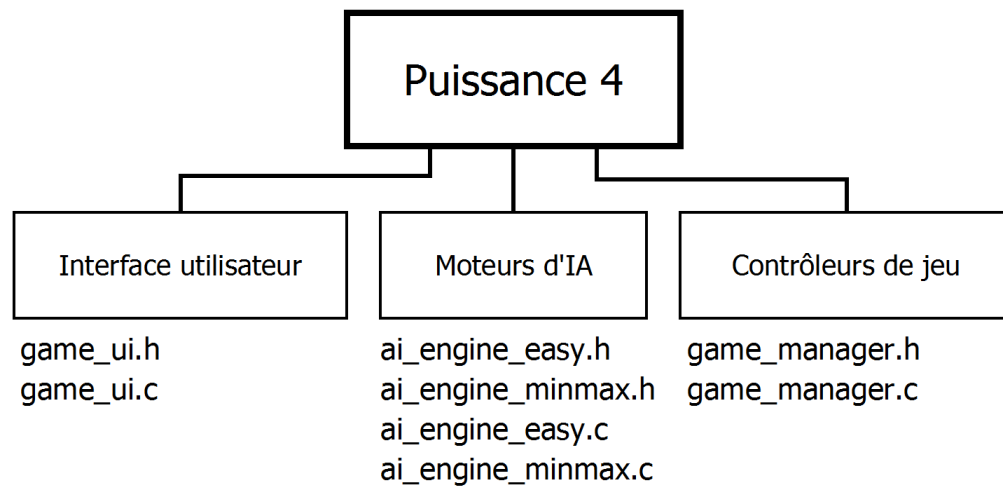 Puissance 4
Interface utilisateur
game_ui.h
game_ui.c
Moteurs d'IA
ai_engine_easy.h
ai_engine_minmax.h
ai_engine_easy.c
ai_engine_minmax.c
Contrôleurs de jeu
game_manager.h
game_manager.c